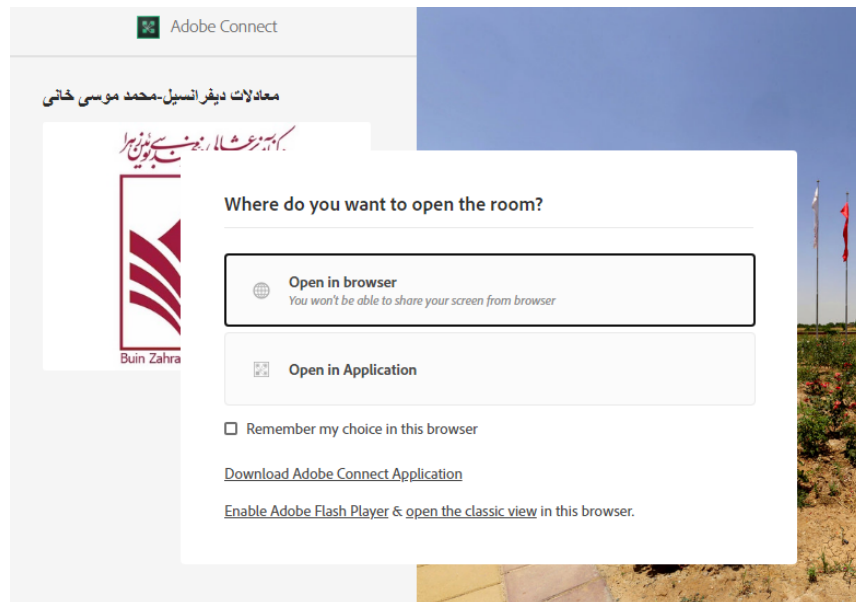 Adobe Connect
معادلات دیفرانسیل-محمد موسی خانی
Where do you want to open the room?
Open in browser
You won't be able to share your screen from browser
Open in Application
Remember my choice in this browser
Download Adobe Connect Application
Enable Adobe Flash Player & open the classic view in this browser.
Buin Zahra